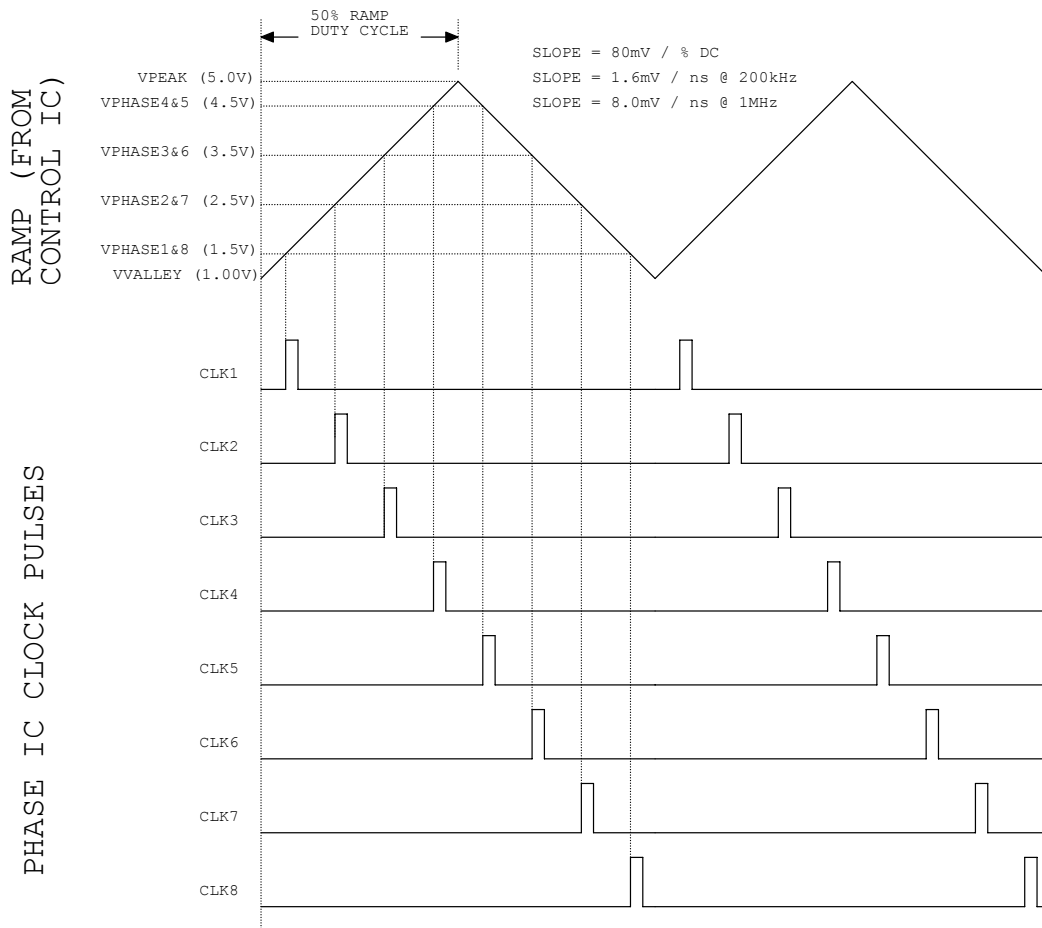 50% RAMP
DUTY CYCLE
SLOPE = 80mV / % DC
SLOPE = 1.6mV / ns @ 200kHz
SLOPE = 8.0mV / ns @ 1MHz
RAMP (FROM
CONTROL IC)
VPEAK (5.0V)
VPHASE4&5 (4.5V)
VPHASE3&6 (3.5V)
VPHASE2&7 (2.5V)
VPHASE1&8 (1.5V)
VVALLEY (1.00V)
PHASE IC CLOCK PULSES
CLK1
CLK2
CLK3
CLK4
CLK5
CLK6
CLK7
CLK8